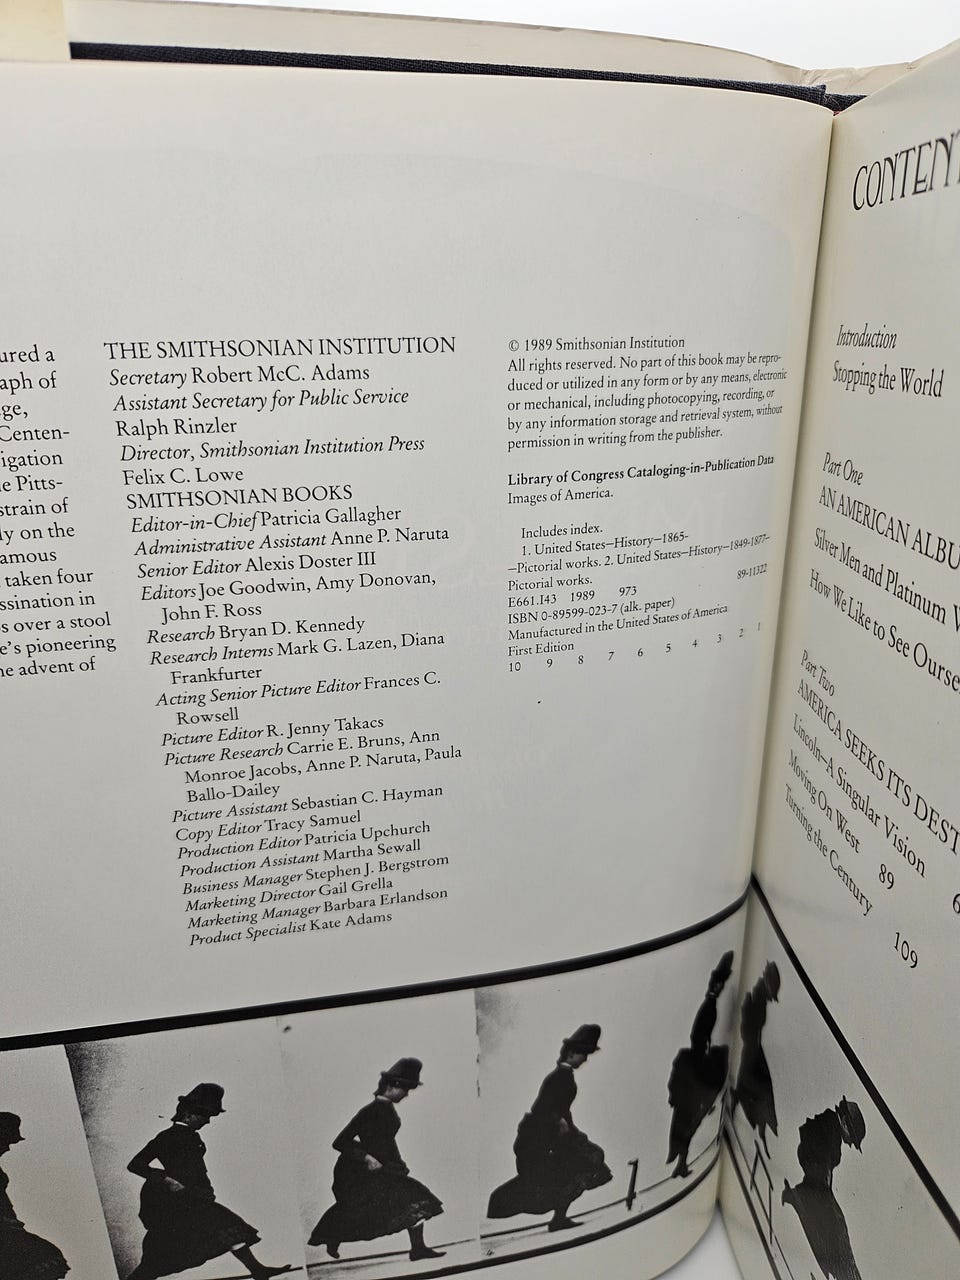 ured a
aph of
ge,
Centen-
igation
e Pitts-
strain of
ly on the
amous
taken four
ssination in
s over a stool
e's pioneering
ne advent of
THE SMITHSONIAN INSTITUTION
Secretary Robert McC. Adams
Assistant Secretary for Public Service
Ralph Rinzler
Director, Smithsonian Institution Press
Felix C. Lowe
SMITHSONIAN BOOKS
Editor-in-Chief Patricia Gallagher
Administrative Assistant Anne P. Naruta
Senior Editor Alexis Doster III
Editors Joe Goodwin, Amy Donovan,
John F. Ross
Research Bryan D. Kennedy
Research Interns Mark G. Lazen, Diana
Frankfurter
Acting Senior Picture Editor Frances C.
Rowsell
Picture Editor R. Jenny Takacs
Picture Research Carrie E. Bruns, Ann
Monroe Jacobs, Anne P. Naruta, Paula
Ballo-Dailey
Picture Assistant Sebastian C. Hayman
Copy Editor Tracy Samuel
Production Editor Patricia Upchurch
Production Assistant Martha Sewall
Business Manager Stephen J. Bergstrom
Marketing Director Gail Grella
Marketing Manager Barbara Erlandson
Product Specialist Kate Adams
© 1989 Smithsonian Institution
All rights reserved. No part of this book may be repro-
duced or utilized in any form or by any means, electronic
or mechanical, including photocopying, recording, or
by any information storage and retrieval system, without
permission in writing from the publisher.
Library of Congress Cataloging-in-Publication Data
Images of America.
Includes index.
1. United States—History—1865-
—Pictorial works. 2. United States—History—1849-1877—
Pictorial works.
E661.I43 1989 973 89-11322
ISBN 0-89599-023-7 (alk. paper)
Manufactured in the United States of America
First Edition
10 9 8 7 6 5 4 3 2 1
CONTENT
Introduction
Stopping the World
Part One
AN AMERICAN ALBU
Silver Men and Platinum W
How We Like to See Ourse
Part Two
AMERICA SEEKS ITS DEST
Lincoln—A Singular Vision 6
Moving On West 89
Turning the Century 109